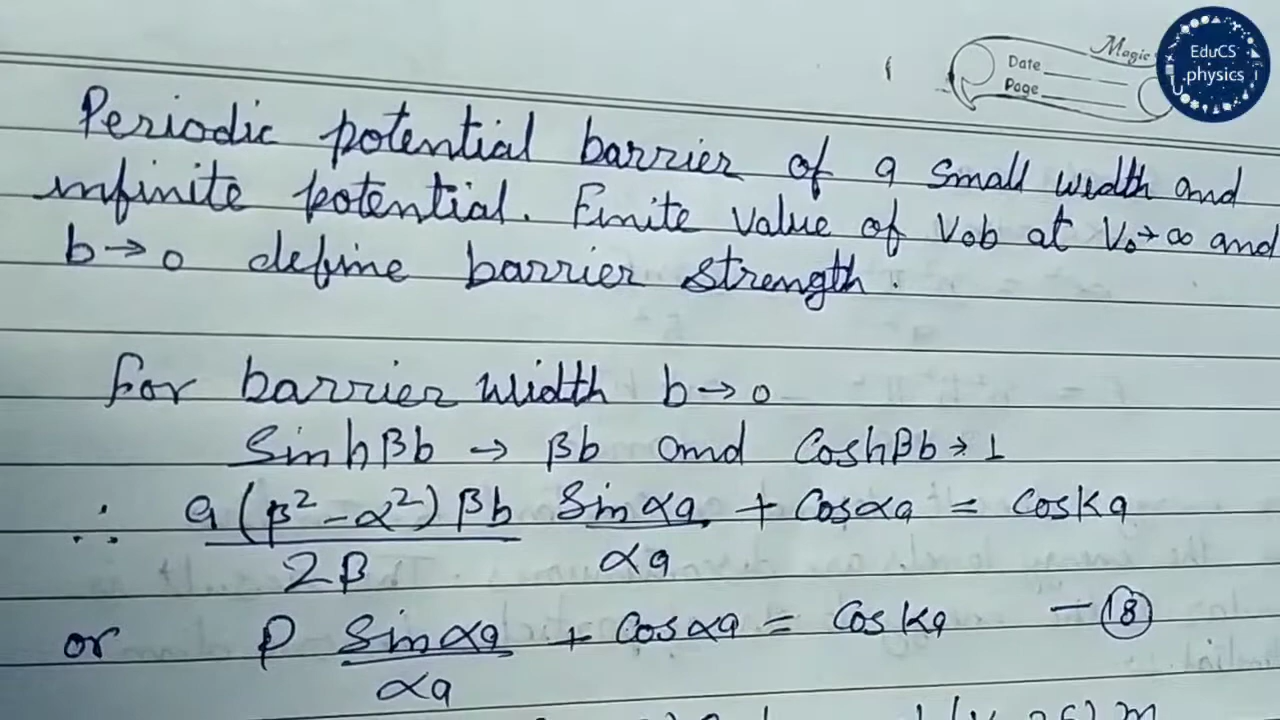 Magic
Date
Page
EduCS
.physics
Periodic potential barrier of a small width and
infinite potential. Finite value of V₀b at V₀→∞ and
b→0 define barrier strength.
For barrier width b→0
Sinhβb → βb and Coshβb→1
∴ a(β²-α²)βb/2β Sinαa/αa + Cosαa = CosKa
or P Sinαa/αa + Cosαa = CosKa —(18)